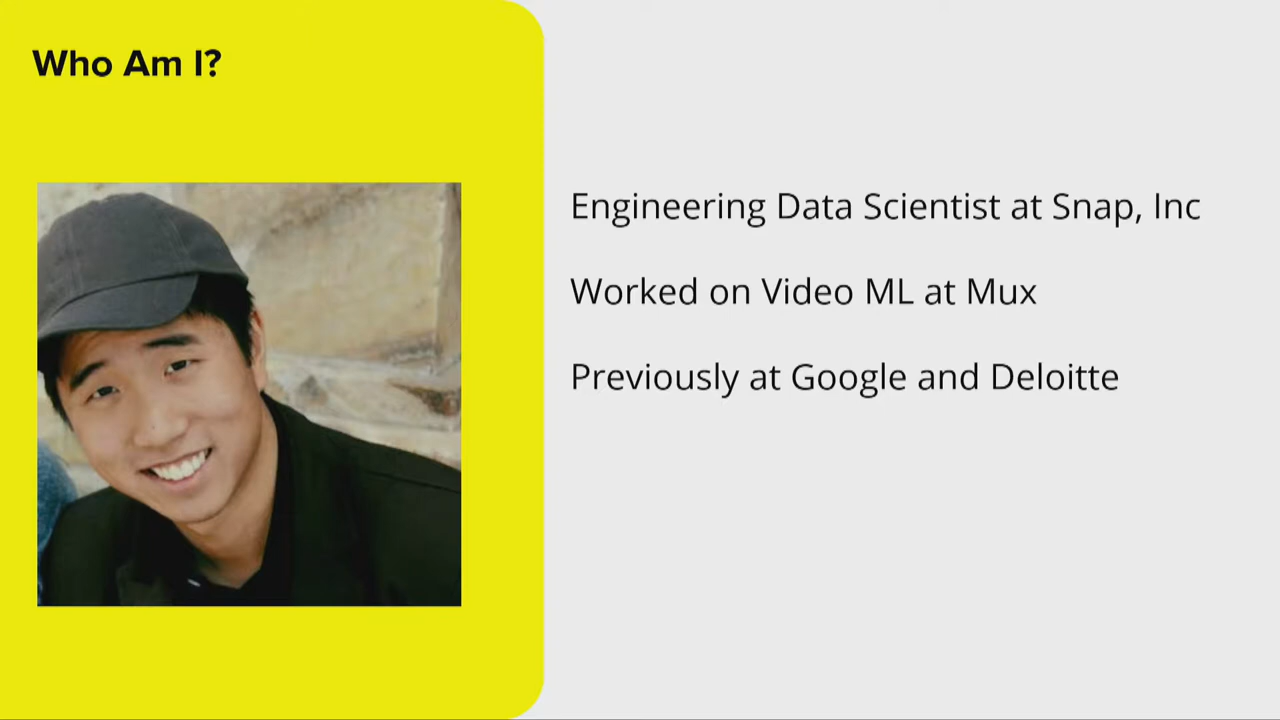 Who Am I?
Engineering Data Scientist at Snap, Inc
Worked on Video ML at Mux
Previously at Google and Deloitte